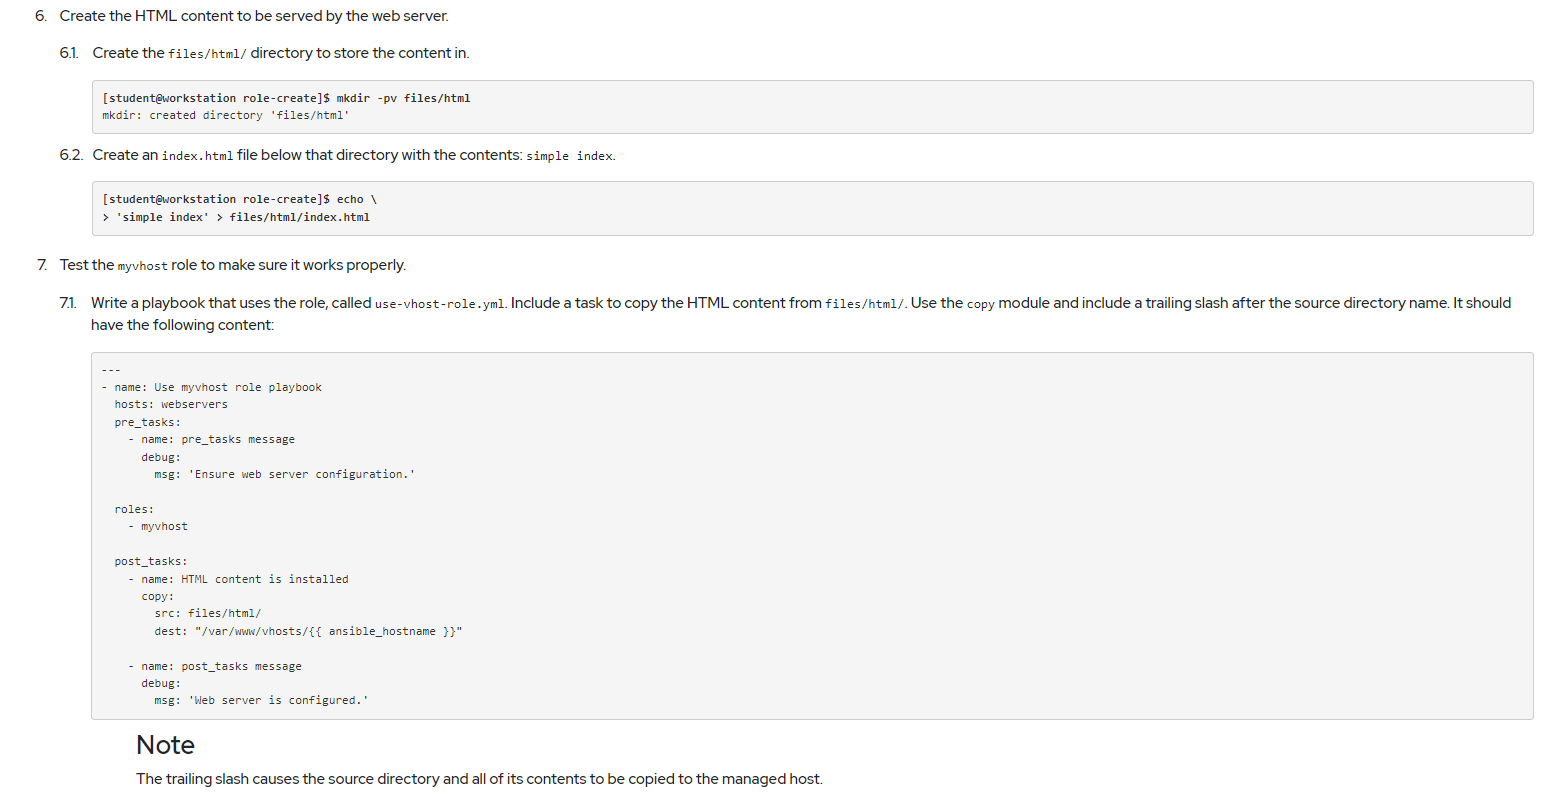 6. Create the HTML content to be served by the web server.
6.1. Create the files/html/ directory to store the content in.
[student@workstation role-create]$ mkdir -pv files/html
mkdir: created directory 'files/html'
6.2. Create an index.html file below that directory with the contents: simple index.
[student@workstation role-create]$ echo \
> 'simple index' > files/html/index.html
7. Test the myvhost role to make sure it works properly.
7.1. Write a playbook that uses the role, called use-vhost-role.yml. Include a task to copy the HTML content from files/html/. Use the copy module and include a trailing slash after the source directory name. It should
have the following content:
---
- name: Use myvhost role playbook
  hosts: webservers
  pre_tasks:
    - name: pre_tasks message
      debug:
        msg: 'Ensure web server configuration.'
  roles:
    - myvhost
  post_tasks:
    - name: HTML content is installed
      copy:
        src: files/html/
        dest: "/var/www/vhosts/{{ ansible_hostname }}"
    - name: post_tasks message
      debug:
        msg: 'Web server is configured.'
Note
The trailing slash causes the source directory and all of its contents to be copied to the managed host.